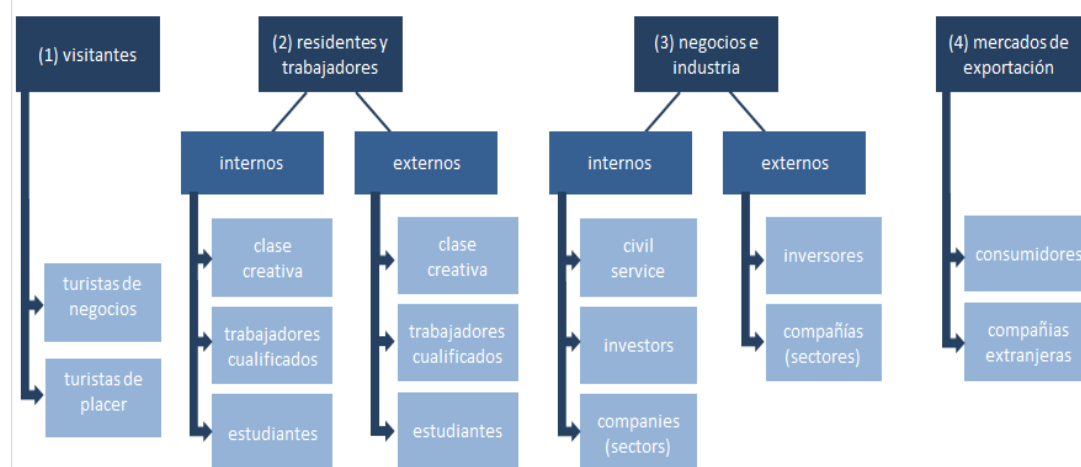 (1) visitantes
(2) residentes y
trabajadores
(3) negocios e
industria
(4) mercados de
exportación
internos
externos
internos
externos
turistas de
negocios
turistas de
placer
clase
creativa
trabajadores
cualificados
estudiantes
clase
creativa
trabajadores
cualificados
estudiantes
civil
service
investors
companies
(sectors)
inversores
compañías
(sectores)
consumidores
compañias
extranjeras